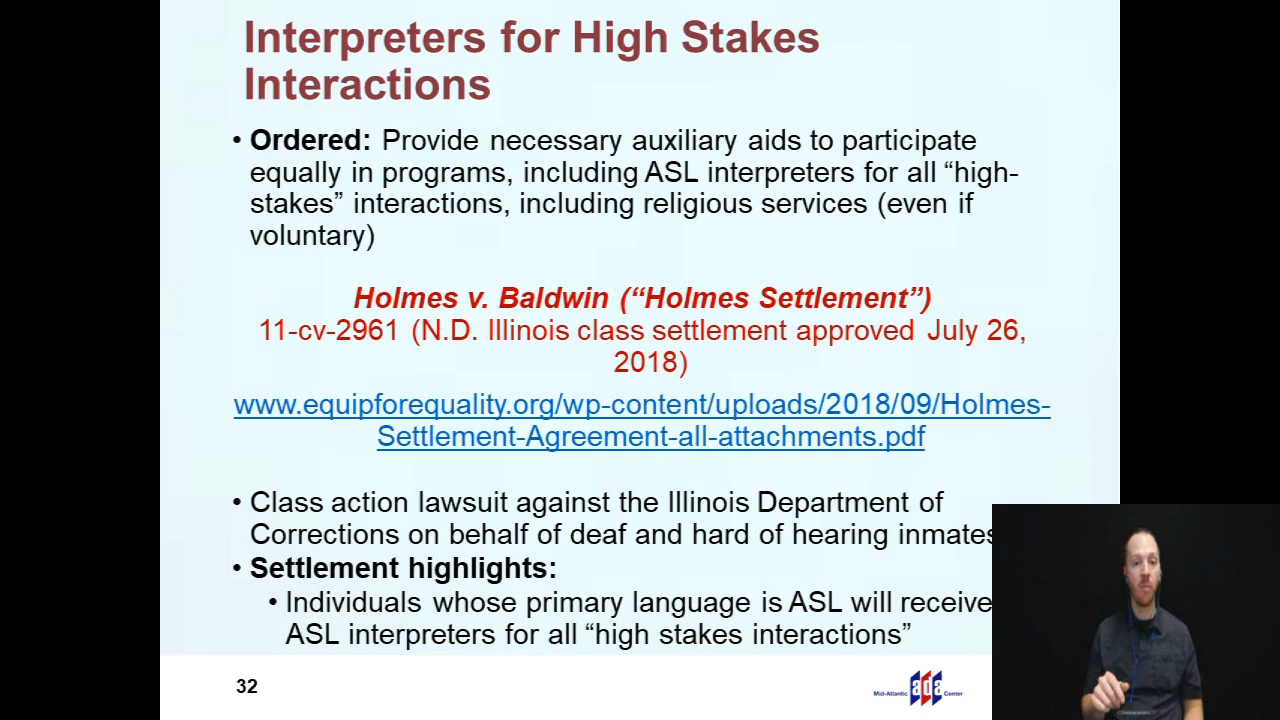 Interpreters for High Stakes
Interactions
• Ordered: Provide necessary auxiliary aids to participate
equally in programs, including ASL interpreters for all “high-
stakes” interactions, including religious services (even if
voluntary)
Holmes v. Baldwin (“Holmes Settlement”)
11-cv-2961 (N.D. Illinois class settlement approved July 26,
2018)
www.equipforequality.org/wp-content/uploads/2018/09/Holmes-
Settlement-Agreement-all-attachments.pdf
• Class action lawsuit against the Illinois Department of
Corrections on behalf of deaf and hard of hearing inmates
• Settlement highlights:
• Individuals whose primary language is ASL will receive
ASL interpreters for all “high stakes interactions”
32
Mid-Atlantic ada Center